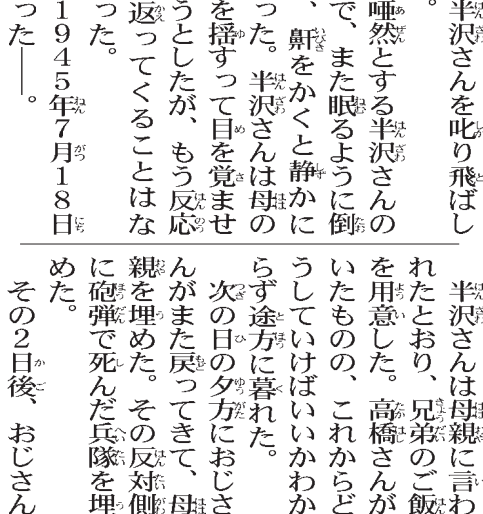 半沢さんを叱り飛ばし
。
唖然とする半沢さんの
で、また眠るように倒
、鼾をかくと静かに
った。半沢さんは母の
を揺すって目を覚ませ
うとしたが、もう反応
返ってくることはな
った。
1945年7月18日
った――。
半沢さんは母親に言わ
れたとおり、兄弟のご飯
を用意した。高橋さんが
いたものの、これからど
うしていけばいいかわか
らず途方に暮れた。
次の日の夕方におじさ
んがまた戻ってきて、母
親を埋めた。その反対側
に砲弾で死んだ兵隊を埋
めた。
その2日後、おじさん